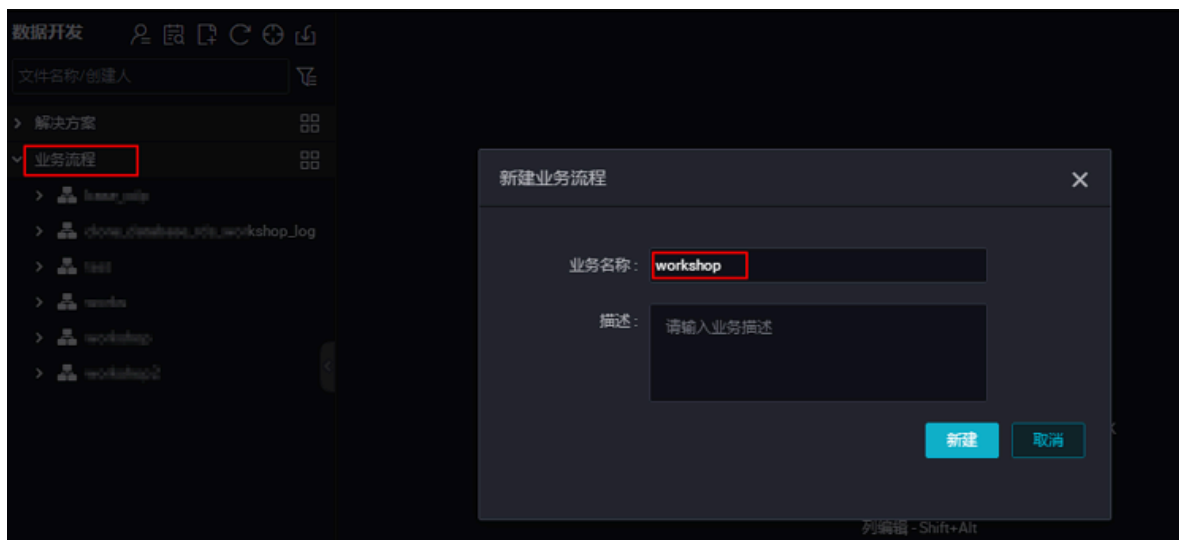 数据开发
文件名称/创建人
解决方案
业务流程
kshop_log
新建业务流程
业务名称：
workshop
描述：
请输入业务描述
新建
取消
列编辑 - Shift+Alt